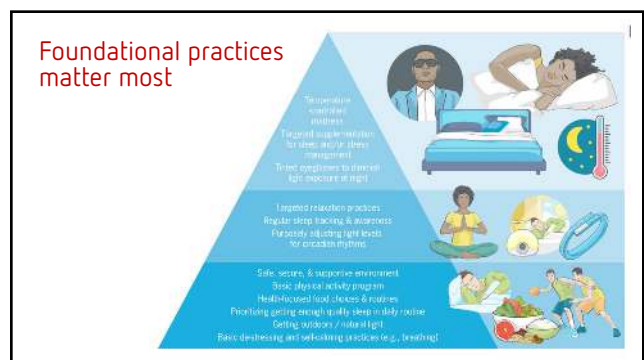 Foundational practices
matter most
Temperature
controlled
mattress
Targeted supplementation
for sleep and/or stress
management
Tinted eyeglasses to diminish
light exposure at night
Targeted relaxation practices
Regular sleep tracking & awareness
Purposely adjusting light levels
for circadian rhythms
Safe, secure, & supportive environment
Basic physical activity program
Health-focused food choices & routines
Prioritizing getting enough quality sleep in daily routine
Getting outdoors / natural light
Basic de-stressing and self-calming practices (e.g., breathing)